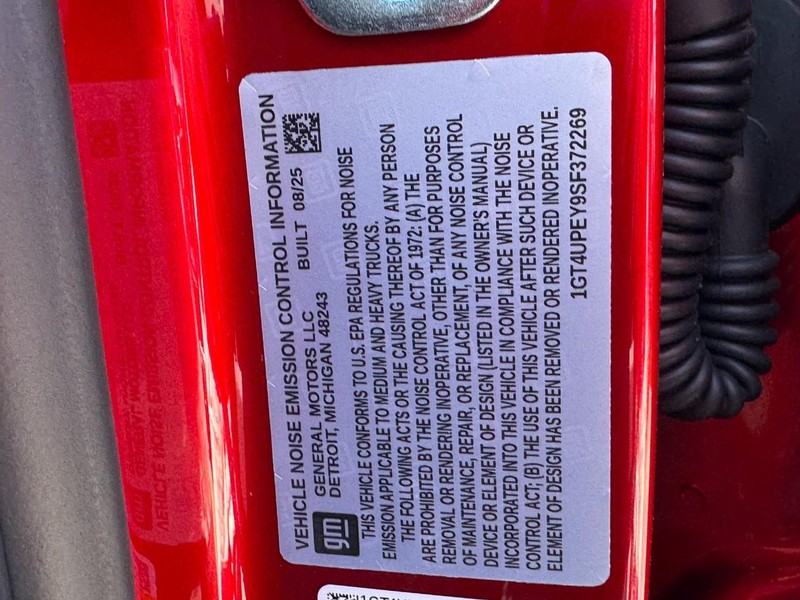 VEHICLE NOISE EMISSION CONTROL INFORMATION
GENERAL MOTORS LLC BUILT 08/25
DETROIT, MICHIGAN 48243
gm
THIS VEHICLE CONFORMS TO U.S. EPA REGULATIONS FOR NOISE
EMISSION APPLICABLE TO MEDIUM AND HEAVY TRUCKS.
THE FOLLOWING ACTS OR THE CAUSING THEREOF BY ANY PERSON
ARE PROHIBITED BY THE NOISE CONTROL ACT OF 1972: (A) THE
REMOVAL OR RENDERING INOPERATIVE, OTHER THAN FOR PURPOSES
OF MAINTENANCE, REPAIR, OR REPLACEMENT, OF ANY NOISE CONTROL
DEVICE OR ELEMENT OF DESIGN (LISTED IN THE OWNER'S MANUAL)
INCORPORATED INTO THIS VEHICLE IN COMPLIANCE WITH THE NOISE
CONTROL ACT; (B) THE USE OF THIS VEHICLE AFTER SUCH DEVICE OR
ELEMENT OF DESIGN HAS BEEN REMOVED OR RENDERED INOPERATIVE.
1GT4UPEY9SF372269